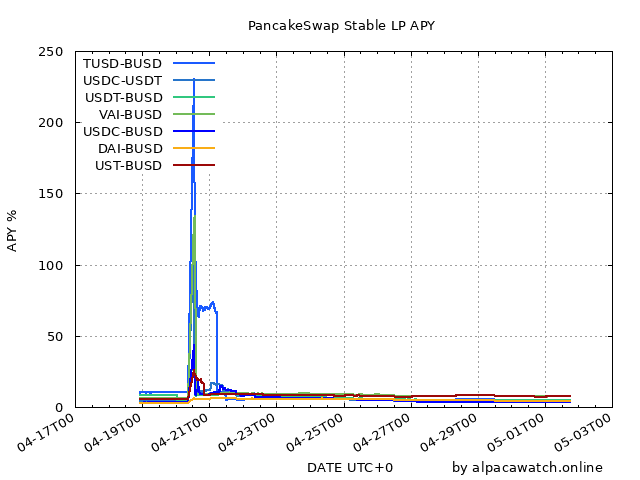 PancakeSwap Stable LP APY
250
200
150
100
50
0
APY %
TUSD-BUSD
USDC-USDT
USDT-BUSD
VAI-BUSD
USDC-BUSD
DAI-BUSD
UST-BUSD
04-17T00
04-19T00
04-21T00
04-23T00
04-25T00
04-27T00
04-29T00
05-01T00
05-03T00
DATE UTC+0
by alpacawatch.online